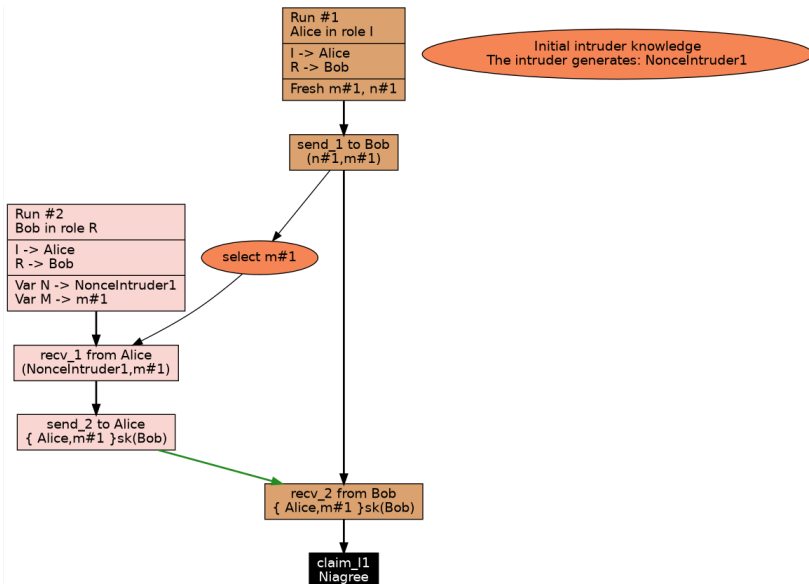 Run #1
Alice in role I
I -> Alice
R -> Bob
Fresh m#1, n#1
Initial intruder knowledge
The intruder generates: NonceIntruder1
send_1 to Bob
(n#1,m#1)
Run #2
Bob in role R
I -> Alice
R -> Bob
Var N -> NonceIntruder1
Var M -> m#1
select m#1
recv_1 from Alice
(NonceIntruder1,m#1)
send_2 to Alice
{ Alice,m#1 }sk(Bob)
recv_2 from Bob
{ Alice,m#1 }sk(Bob)
claim_I1
Niagree